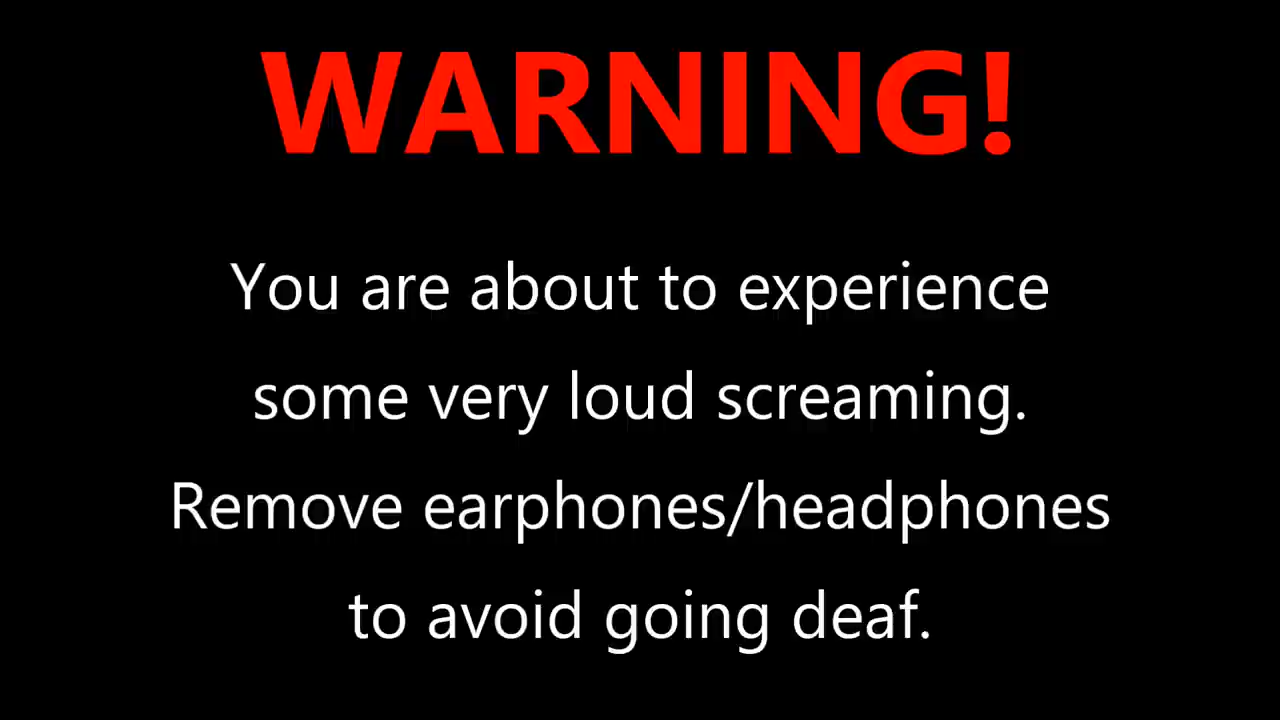 WARNING!
You are about to experience
some very loud screaming.
Remove earphones/headphones
to avoid going deaf.